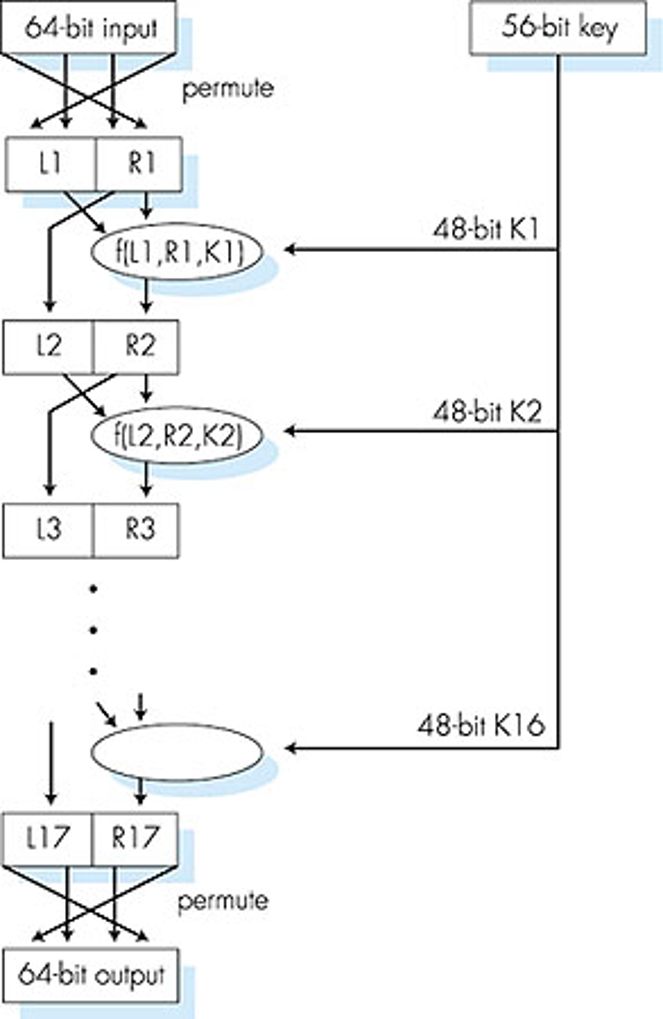 64-bit input
56-bit key
permute
L1
R1
48-bit K1
f(L1,R1,K1)
L2
R2
48-bit K2
f(L2,R2,K2)
L3
R3
48-bit K16
L17
R17
permute
64-bit output